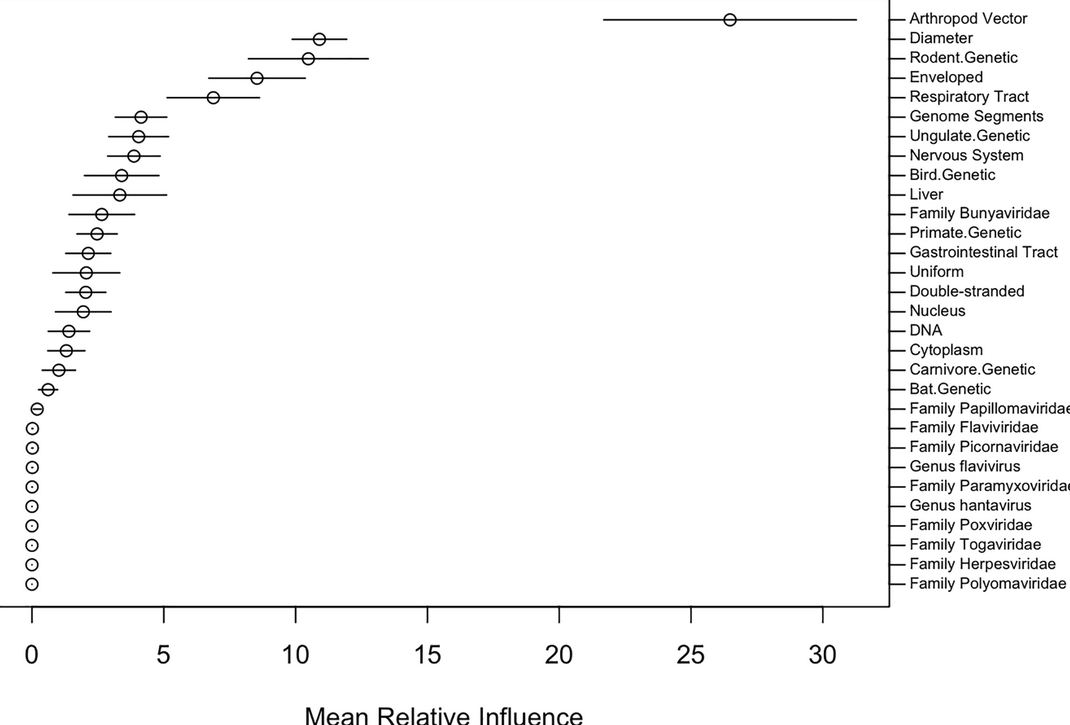 Arthropod Vector
Diameter
Rodent.Genetic
Enveloped
Respiratory Tract
Genome Segments
Ungulate.Genetic
Nervous System
Bird.Genetic
Liver
Family Bunyaviridae
Primate.Genetic
Gastrointestinal Tract
Uniform
Double-stranded
Nucleus
DNA
Cytoplasm
Carnivore.Genetic
Bat.Genetic
Family Papillomaviridae
Family Flaviviridae
Family Picornaviridae
Genus flavivirus
Family Paramyxoviridae
Genus hantavirus
Family Poxviridae
Family Togaviridae
Family Herpesviridae
Family Polyomaviridae
0 5 10 15 20 25 30
Mean Relative Influence